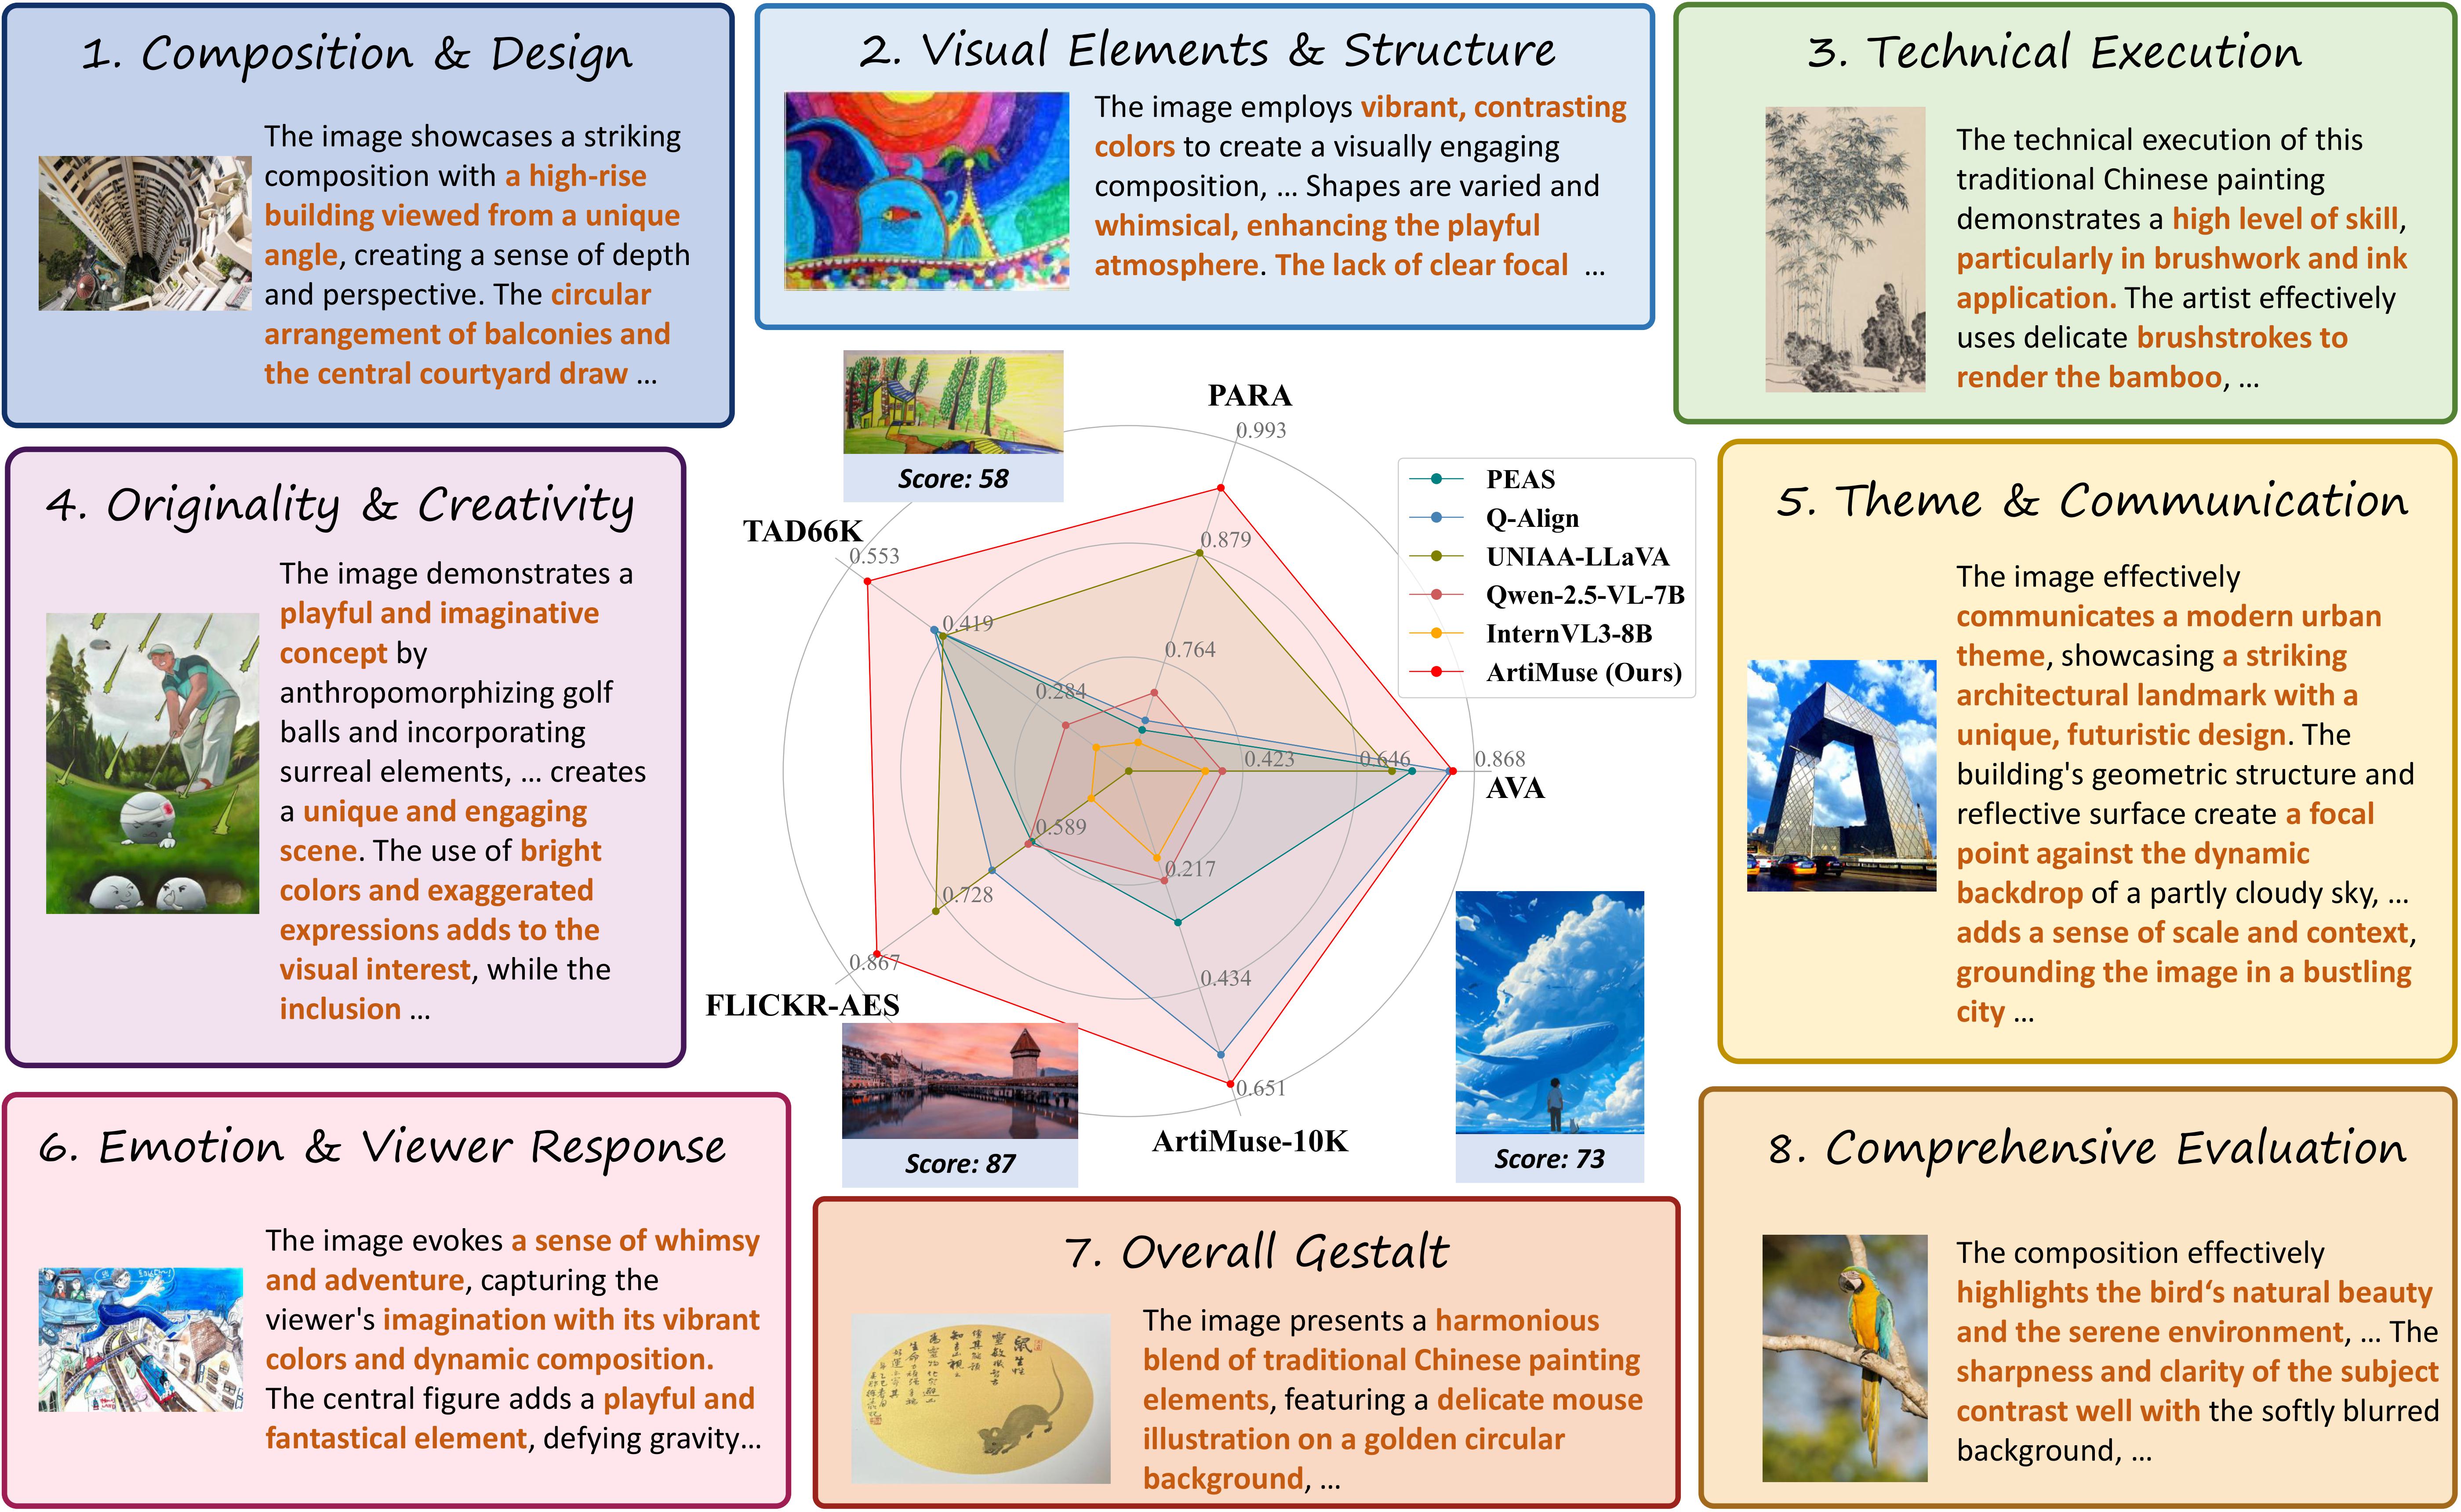 1. Composition & Design
The image showcases a striking
composition with a high-rise
building viewed from a unique
angle, creating a sense of depth
and perspective. The circular
arrangement of balconies and
the central courtyard draw ...
2. Visual Elements & Structure
The image employs vibrant, contrasting
colors to create a visually engaging
composition, ... Shapes are varied and
whimsical, enhancing the playful
atmosphere. The lack of clear focal ...
3. Technical Execution
The technical execution of this
traditional Chinese painting
demonstrates a high level of skill,
particularly in brushwork and ink
application. The artist effectively
uses delicate brushstrokes to
render the bamboo, ...
4. Originality & Creativity
The image demonstrates a
playful and imaginative
concept by
anthropomorphizing golf
balls and incorporating
surreal elements, ... creates
a unique and engaging
scene. The use of bright
colors and exaggerated
expressions adds to the
visual interest, while the
inclusion ...
Score: 58
PARA
0.993
0.879
0.764
TAD66K
0.553
0.419
0.284
0.423
0.646
0.868
AVA
0.589
0.728
0.867
FLICKR-AES
0.217
0.434
0.651
ArtiMuse-10K
PEAS
Q-Align
UNIAA-LLaVA
Qwen-2.5-VL-7B
InternVL3-8B
ArtiMuse (Ours)
Score: 87
Score: 73
5. Theme & Communication
The image effectively
communicates a modern urban
theme, showcasing a striking
architectural landmark with a
unique, futuristic design. The
building's geometric structure and
reflective surface create a focal
point against the dynamic
backdrop of a partly cloudy sky, ...
adds a sense of scale and context,
grounding the image in a bustling
city ...
6. Emotion & Viewer Response
The image evokes a sense of whimsy
and adventure, capturing the
viewer's imagination with its vibrant
colors and dynamic composition.
The central figure adds a playful and
fantastical element, defying gravity...
7. Overall Gestalt
The image presents a harmonious
blend of traditional Chinese painting
elements, featuring a delicate mouse
illustration on a golden circular
background, ...
8. Comprehensive Evaluation
The composition effectively
highlights the bird‘s natural beauty
and the serene environment, ... The
sharpness and clarity of the subject
contrast well with the softly blurred
background, ...